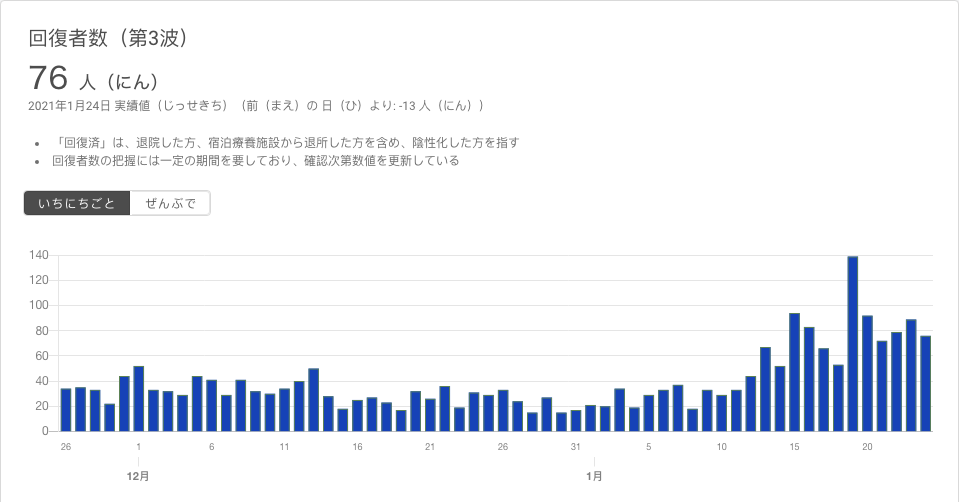 回復者数（第3波）
76 人（にん）
2021年1月24日 実績値（じっせきち）（前（まえ）の 日（ひ）より: -13 人（にん））
• 「回復済」は、退院した方、宿泊療養施設から退所した方を含め、陰性化した方を指す
• 回復者数の把握には一定の期間を要しており、確認次第数値を更新している
いちにちごと ぜんぶで
140
120
100
80
60
40
20
0
26 1 6 11 16 21 26 31 5 10 15 20
12月 1月